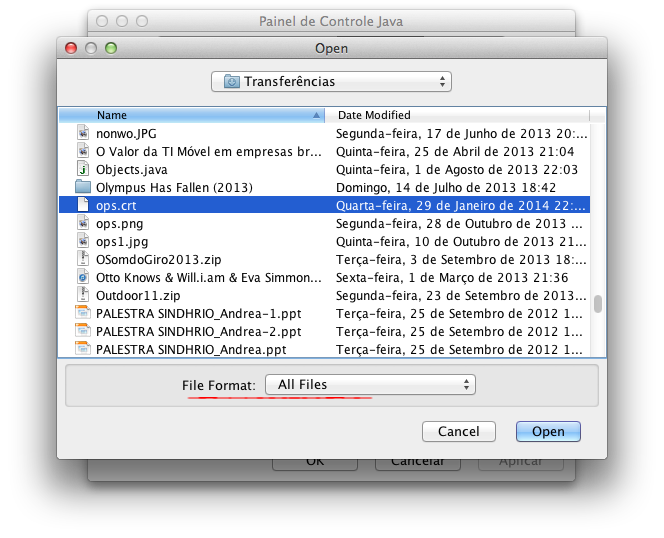 Painel de Controle Java
Open
Transferências
Name Date Modified
nonwo.JPG Segunda-feira, 17 de Junho de 2013 20:...
O Valor da TI Móvel em empresas br... Quinta-feira, 25 de Abril de 2013 21:04
Objects.java Quinta-feira, 1 de Agosto de 2013 22:03
Olympus Has Fallen (2013) Domingo, 14 de Julho de 2013 18:42
ops.crt Quarta-feira, 29 de Janeiro de 2014 22:...
ops.png Segunda-feira, 28 de Outubro de 2013 ...
ops1.jpg Quinta-feira, 10 de Outubro de 2013 21...
OSomdoGiro2013.zip Terça-feira, 3 de Setembro de 2013 18:...
Otto Knows & Will.i.am & Eva Simmon... Sexta-feira, 1 de Março de 2013 21:36
Outdoor11.zip Segunda-feira, 23 de Setembro de 2013...
PALESTRA SINDHRIO_Andrea-1.ppt Terça-feira, 25 de Setembro de 2012 1...
PALESTRA SINDHRIO_Andrea-2.ppt Terça-feira, 25 de Setembro de 2012 1...
PALESTRA SINDHRIO_Andrea.ppt Terça-feira, 25 de Setembro de 2012 1...
File Format: All Files
Cancel Open
OK Cancelar Aplicar